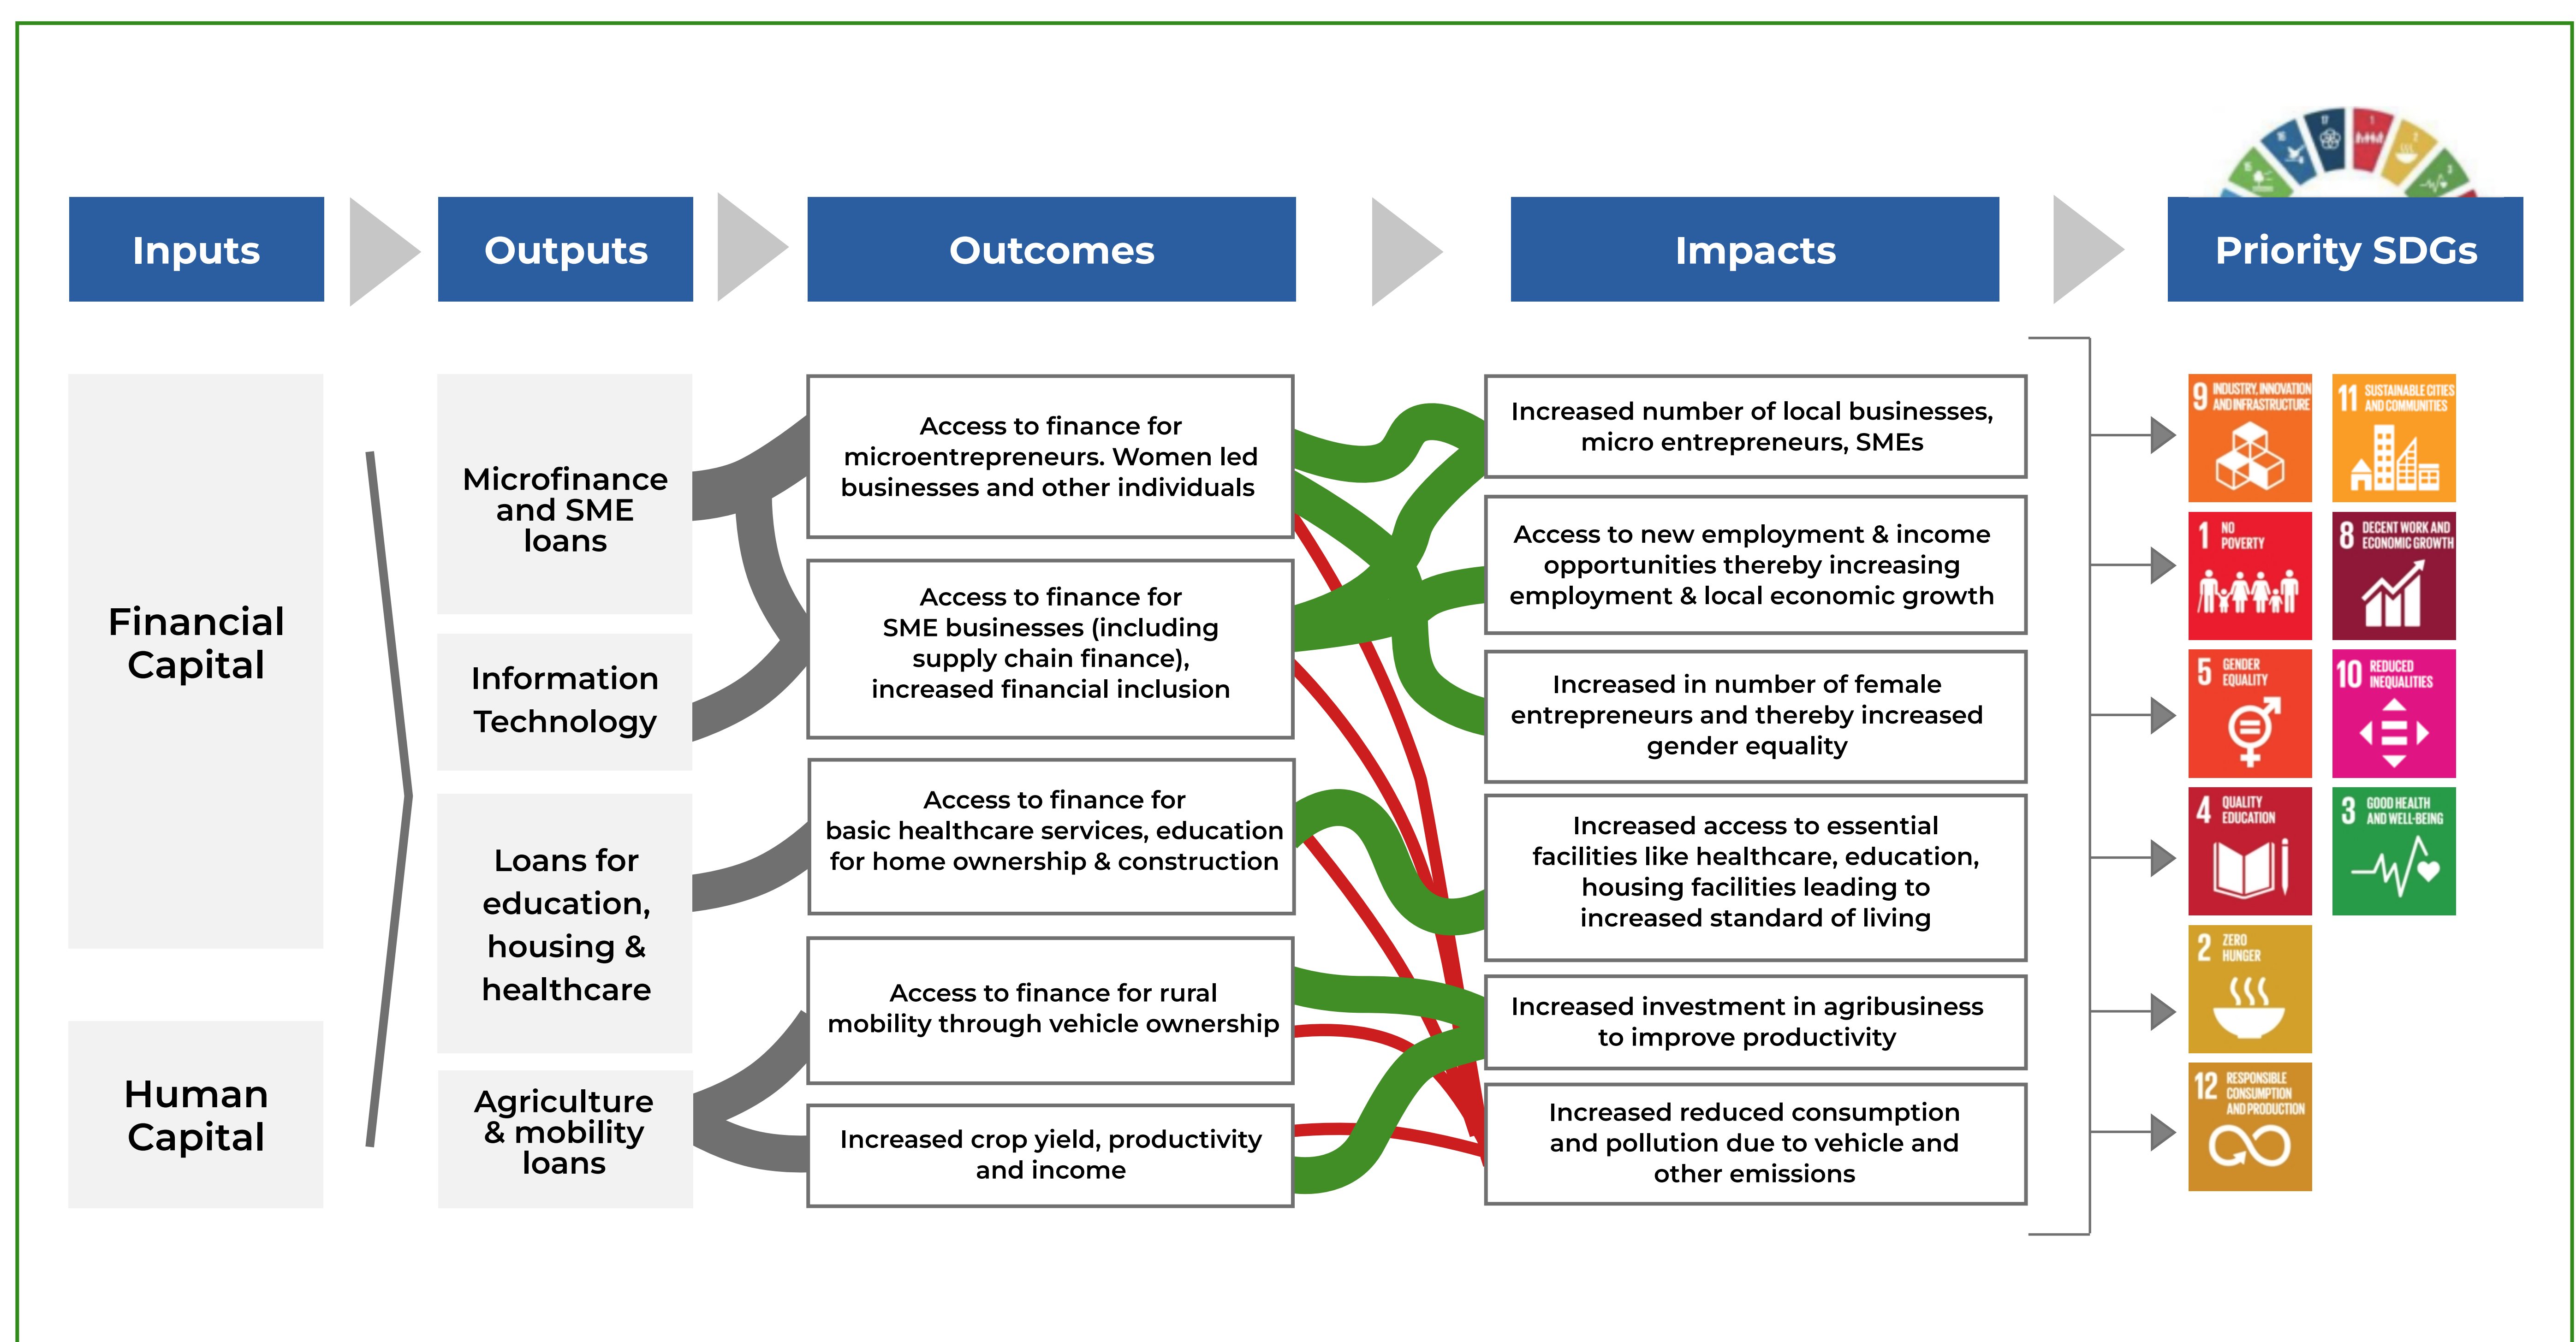 Inputs
Outputs
Outcomes
Impacts
Priority SDGs
15
16
17
1
2
3
Financial
Capital
Human
Capital
Microfinance
and SME
loans
Information
Technology
Loans for
education,
housing &
healthcare
Agriculture
& mobility
loans
Access to finance for
microentrepreneurs. Women led
businesses and other individuals
Access to finance for
SME businesses (including
supply chain finance),
increased financial inclusion
Access to finance for
basic healthcare services, education
for home ownership & construction
Access to finance for rural
mobility through vehicle ownership
Increased crop yield, productivity
and income
Increased number of local businesses,
micro entrepreneurs, SMEs
Access to new employment & income
opportunities thereby increasing
employment & local economic growth
Increased in number of female
entrepreneurs and thereby increased
gender equality
Increased access to essential
facilities like healthcare, education,
housing facilities leading to
increased standard of living
Increased investment in agribusiness
to improve productivity
Increased reduced consumption
and pollution due to vehicle and
other emissions
9 INDUSTRY, INNOVATION
AND INFRASTRUCTURE
11 SUSTAINABLE CITIES
AND COMMUNITIES
1 NO
POVERTY
8 DECENT WORK AND
ECONOMIC GROWTH
5 GENDER
EQUALITY
10 REDUCED
INEQUALITIES
4 QUALITY
EDUCATION
3 GOOD HEALTH
AND WELL-BEING
2 ZERO
HUNGER
12 RESPONSIBLE
CONSUMPTION
AND PRODUCTION